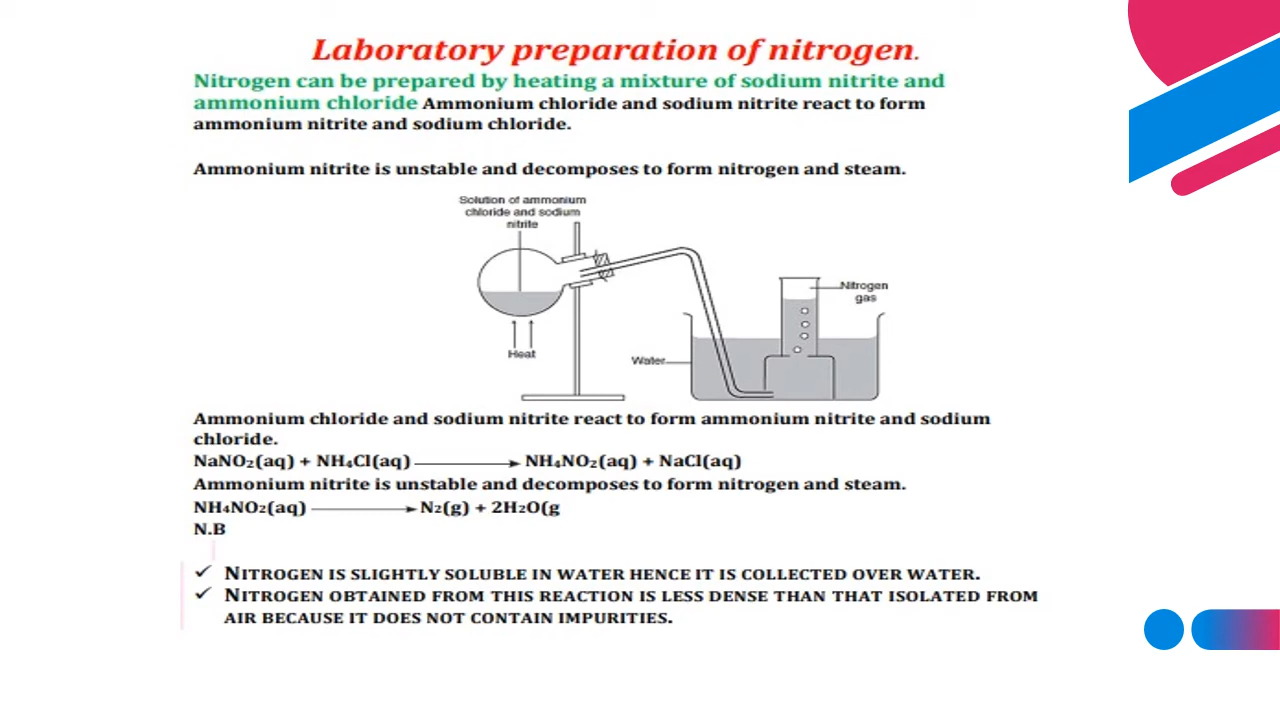 Laboratory preparation of nitrogen.
Nitrogen can be prepared by heating a mixture of sodium nitrite and
ammonium chloride Ammonium chloride and sodium nitrite react to form
ammonium nitrite and sodium chloride.
Ammonium nitrite is unstable and decomposes to form nitrogen and steam.
Solution of ammonium
chloride and sodium
nitrite
Nitrogen
gas
Heat
Water
Ammonium chloride and sodium nitrite react to form ammonium nitrite and sodium
chloride.
NaNO₂(aq) + NH₄Cl(aq) ⟶ NH₄NO₂(aq) + NaCl(aq)
Ammonium nitrite is unstable and decomposes to form nitrogen and steam.
NH₄NO₂(aq) ⟶ N₂(g) + 2H₂O(g
N.B
✓ NITROGEN IS SLIGHTLY SOLUBLE IN WATER HENCE IT IS COLLECTED OVER WATER.
✓ NITROGEN OBTAINED FROM THIS REACTION IS LESS DENSE THAN THAT ISOLATED FROM
AIR BECAUSE IT DOES NOT CONTAIN IMPURITIES.